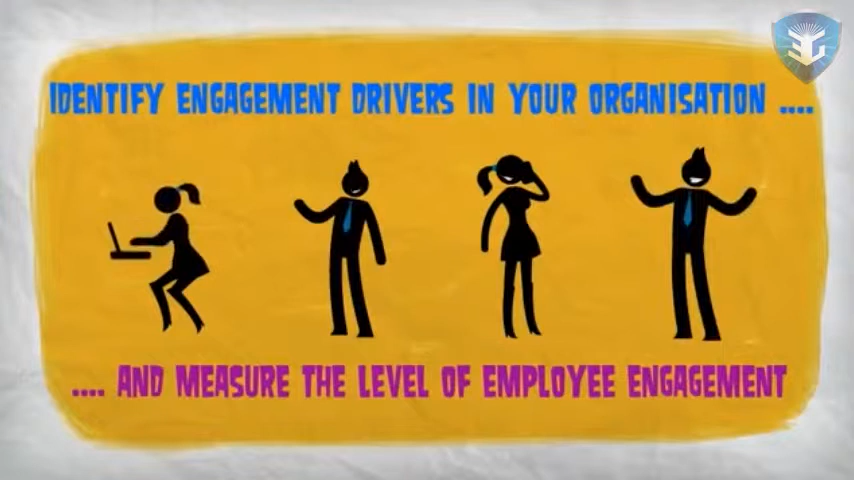 IDENTIFY ENGAGEMENT DRIVERS IN YOUR ORGANISATION ....
.... AND MEASURE THE LEVEL OF EMPLOYEE ENGAGEMENT